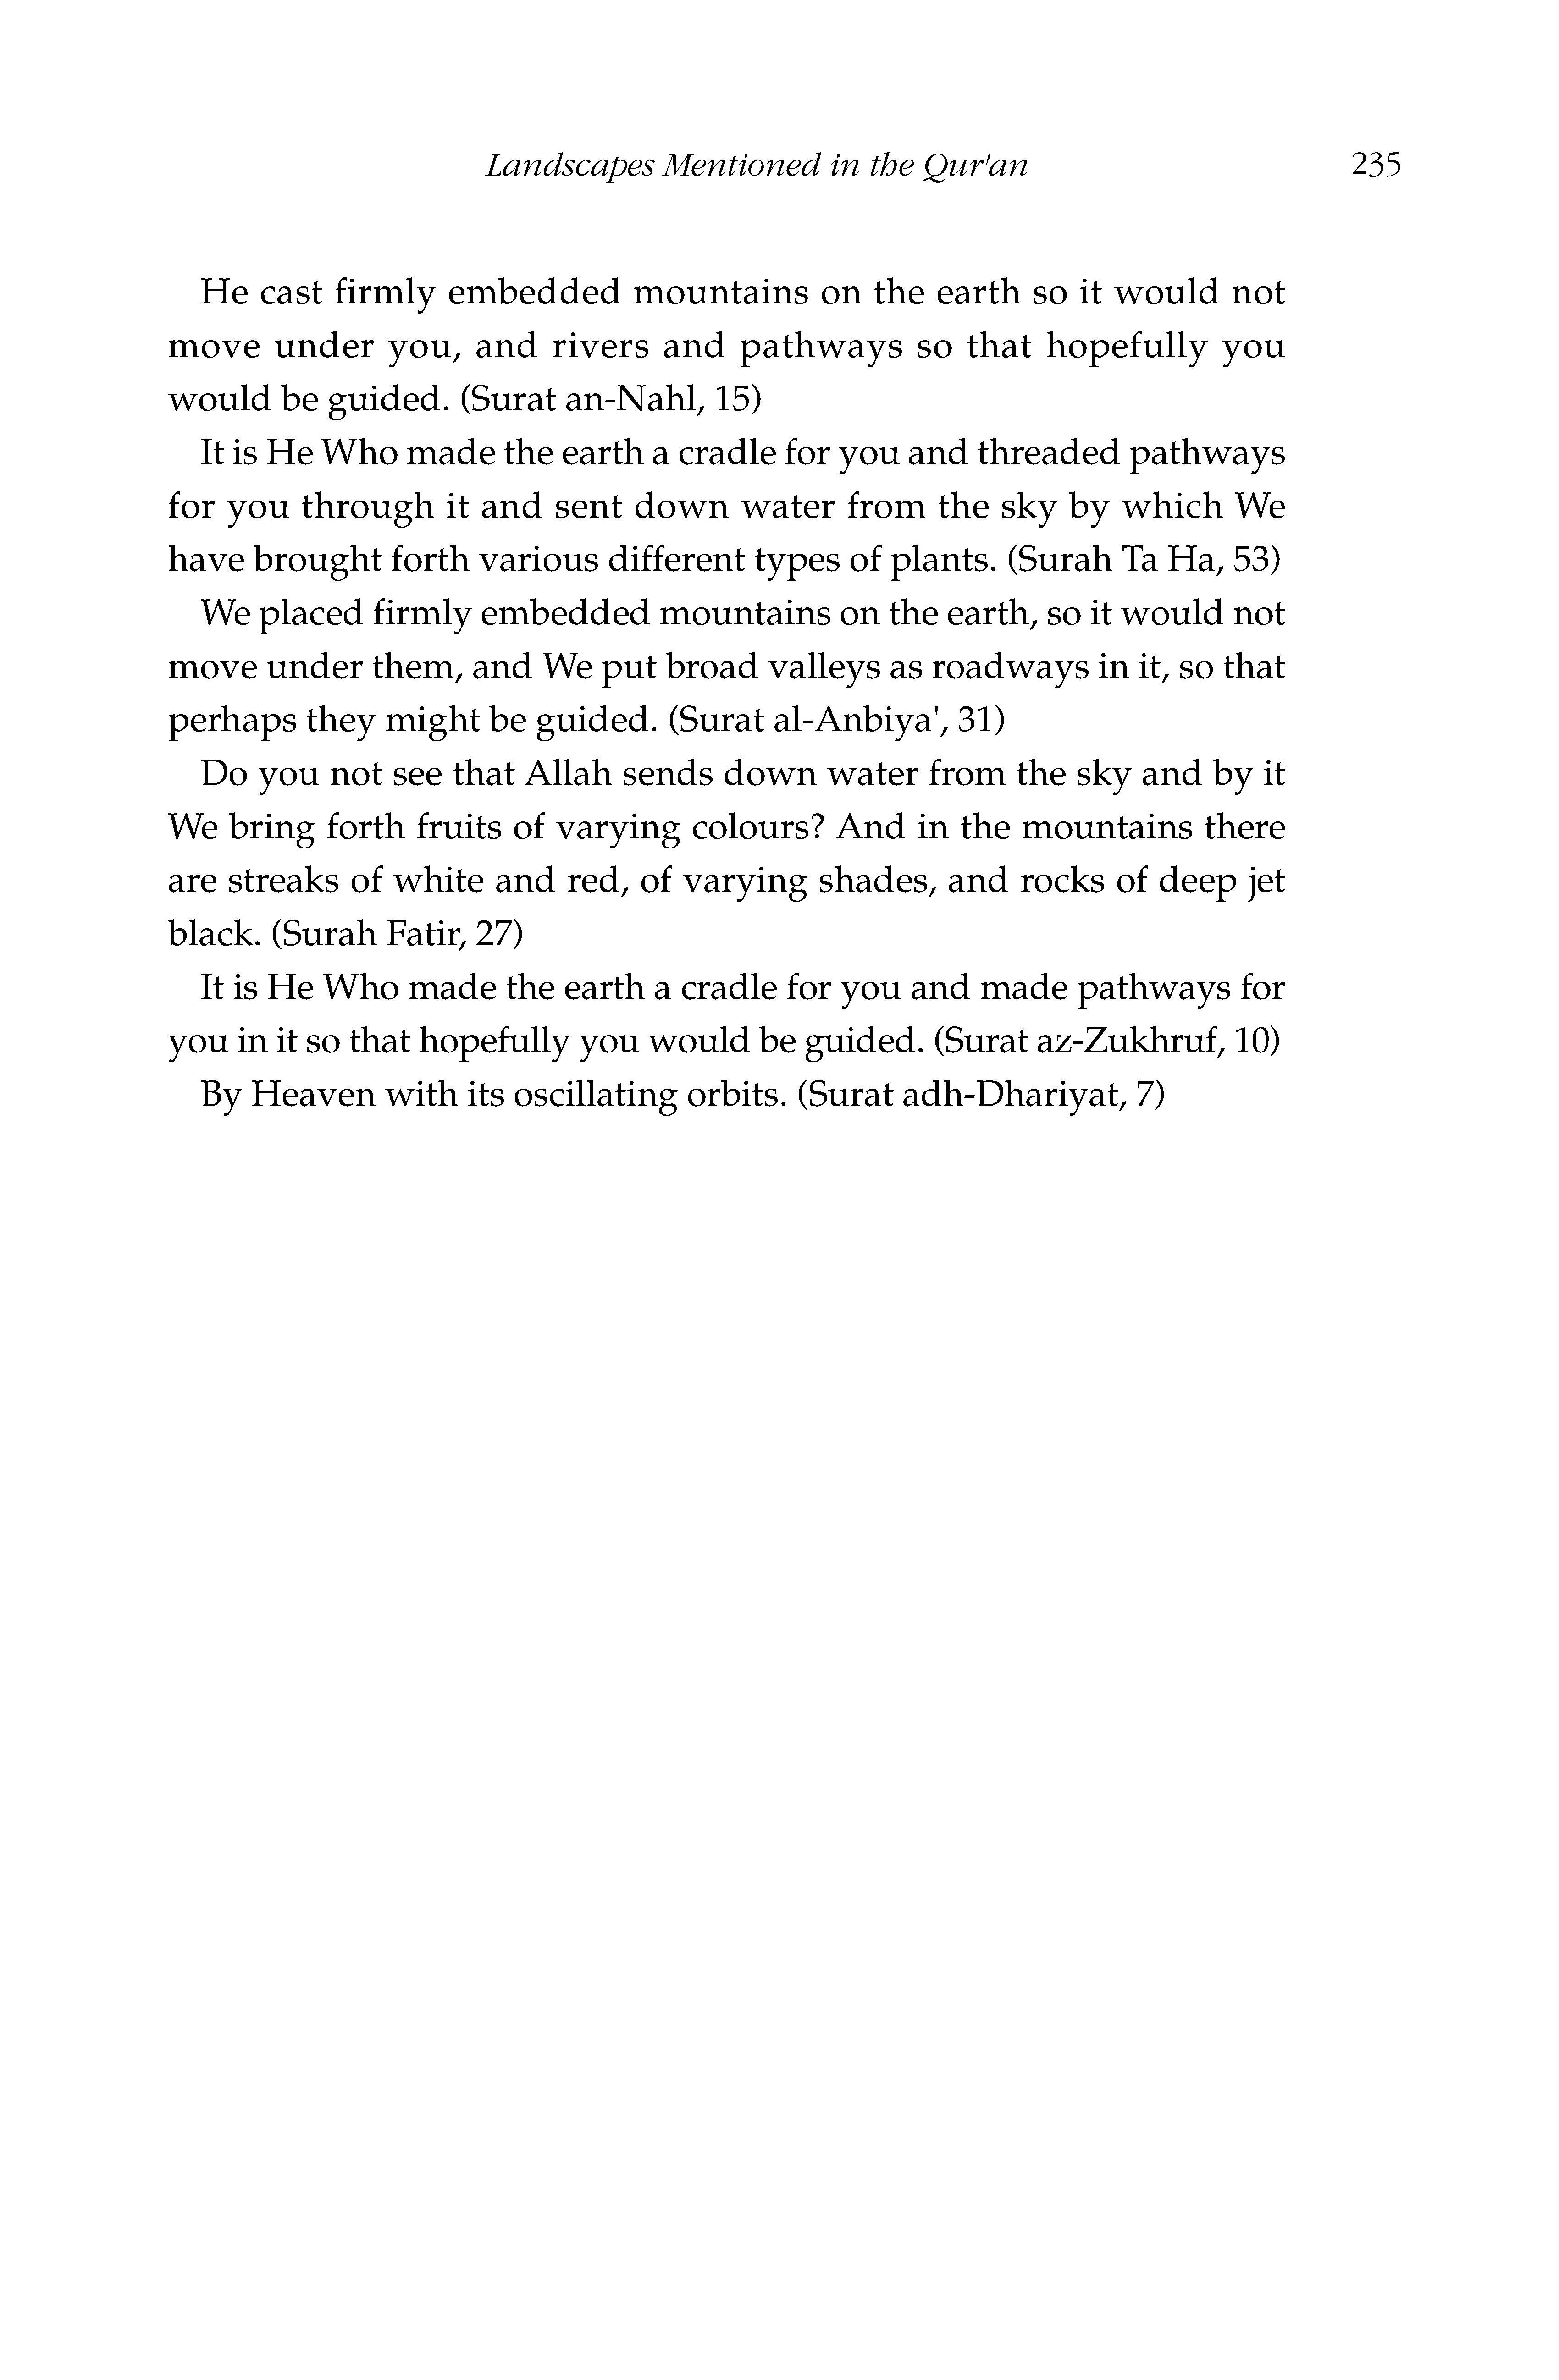 Landscapes Mentioned in the Qur'an 235
He cast firmly embedded mountains on the earth so it would not
move under you, and rivers and pathways so that hopefully you
would be guided. (Surat an-Nahl, 15)
It is He Who made the earth a cradle for you and threaded pathways
for you through it and sent down water from the sky by which We
have brought forth various different types of plants. (Surah Ta Ha, 53)
We placed firmly embedded mountains on the earth, so it would not
move under them, and We put broad valleys as roadways in it, so that
perhaps they might be guided. (Surat al-Anbiya', 31)
Do you not see that Allah sends down water from the sky and by it
We bring forth fruits of varying colours? And in the mountains there
are streaks of white and red, of varying shades, and rocks of deep jet
black. (Surah Fatir, 27)
It is He Who made the earth a cradle for you and made pathways for
you in it so that hopefully you would be guided. (Surat az-Zukhruf, 10)
By Heaven with its oscillating orbits. (Surat adh-Dhariyat, 7)